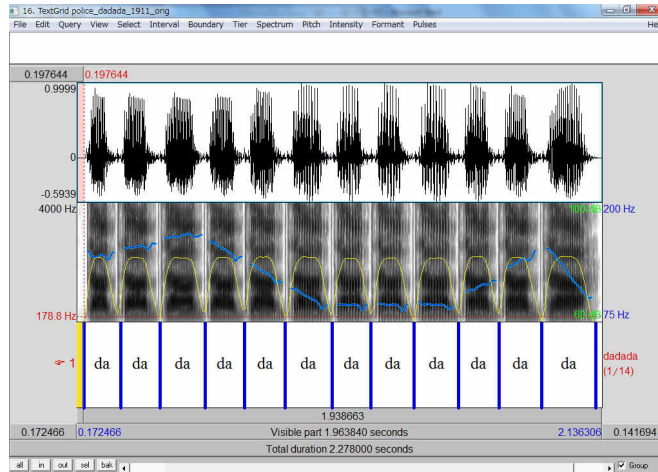 16. TextGrid police_dadada_1911_orig
File Edit Query View Select Interval Boundary Tier Spectrum Pitch Intensity Formant Pulses He
0.197644 0.197644
0.9999
0
-0.5939
4000 Hz 100 dB 200 Hz
178.8 Hz 75 Hz
1 da da da da da da da da da da da dadada
(1/14)
1.938663
0.172466 0.172466 Visible part 1.963840 seconds 2.136306 0.141694
Total duration 2.278000 seconds
all in out sel bak Group